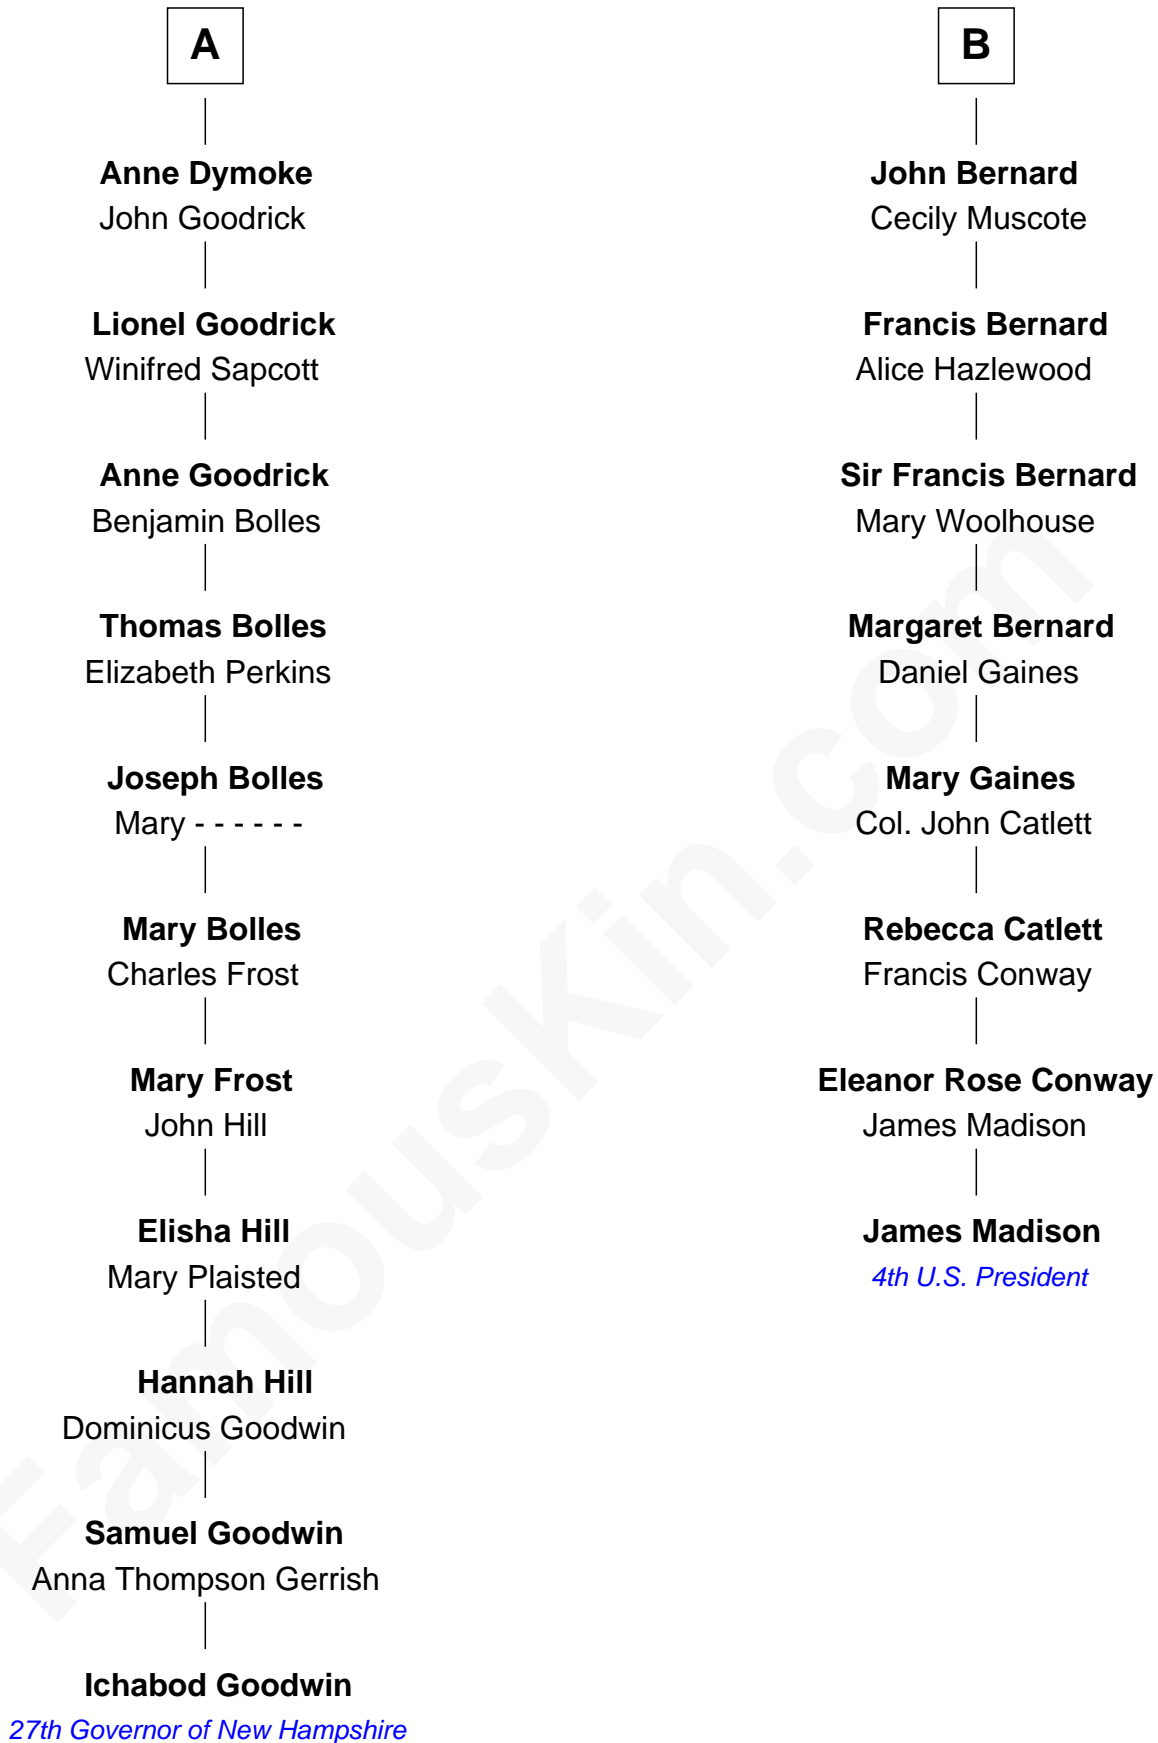 A
Anne Dymoke
John Goodrick
Lionel Goodrick
Winifred Sapcott
Anne Goodrick
Benjamin Bolles
Thomas Bolles
Elizabeth Perkins
Joseph Bolles
Mary - - - - - -
Mary Bolles
Charles Frost
Mary Frost
John Hill
Elisha Hill
Mary Plaisted
Hannah Hill
Dominicus Goodwin
Samuel Goodwin
Anna Thompson Gerrish
Ichabod Goodwin
27th Governor of New Hampshire
B
John Bernard
Cecily Muscote
Francis Bernard
Alice Hazlewood
Sir Francis Bernard
Mary Woolhouse
Margaret Bernard
Daniel Gaines
Mary Gaines
Col. John Catlett
Rebecca Catlett
Francis Conway
Eleanor Rose Conway
James Madison
James Madison
4th U.S. President
FamousKin.com